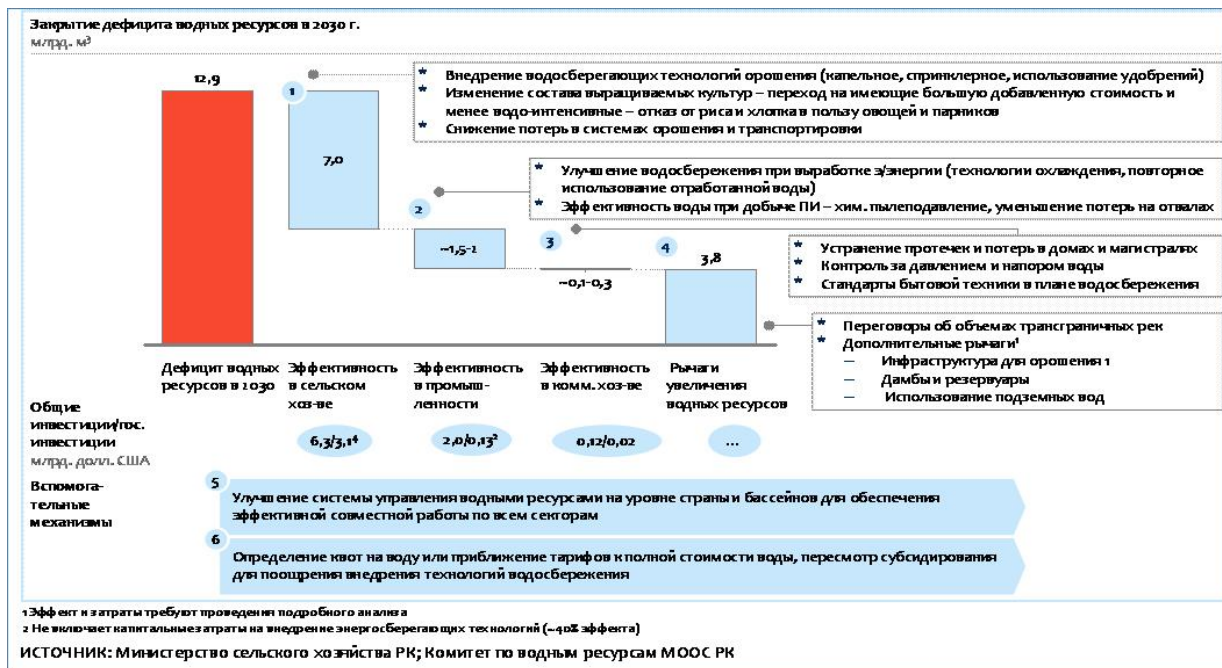 Закрытие дефицита водных ресурсов в 2030 г.
млрд. м³
12,9
1
7,0
* Внедрение водосберегающих технологий орошения (капельное, спринклерное, использование удобрений)
* Изменение состава выращиваемых культур – переход на имеющие большую добавленную стоимость и
менее водо-интенсивные – отказ от риса и хлопка в пользу овощей и парников
* Снижение потерь в системах орошения и транспортировки
2
~1,5-2
* Улучшение водосбережения при выработке э/энергии (технологии охлаждения, повторное
использование отработанной воды)
* Эффективность воды при добыче ПИ – хим. пылеподавление, уменьшение потерь на отвалах
3
~0,1-0,3
* Устранение протечек и потерь в домах и магистралях
* Контроль за давлением и напором воды
* Стандарты бытовой техники в плане водосбережения
4
3,8
* Переговоры об объемах трансграничных рек
* Дополнительные рычаги¹
– Инфраструктура для орошения 1
– Дамбы и резервуары
– Использование подземных вод
Дефицит водных
ресурсов в 2030
Эффективность
в сельском
хоз-ве
Эффективность
в промыш-
ленности
Эффективность
в комм. хоз-ве
Рычаги
увеличения
водных ресурсов
Общие
инвестиции/гос.
инвестиции
млрд. долл. США
6,3/3,1⁴
2,0/0,13²
0,12/0,02
...
Вспомога-
тельные
механизмы
5
Улучшение системы управления водными ресурсами на уровне страны и бассейнов для обеспечения
эффективной совместной работы по всем секторам
6
Определение квот на воду или приближение тарифов к полной стоимости воды, пересмотр субсидирования
для поощрения внедрения технологий водосбережения
1 Эффект и затраты требуют проведения подробного анализа
2 Не включает капитальные затраты на внедрение энергосберегающих технологий (~40% эффекта)
ИСТОЧНИК: Министерство сельского хозяйства РК; Комитет по водным ресурсам МООС РК